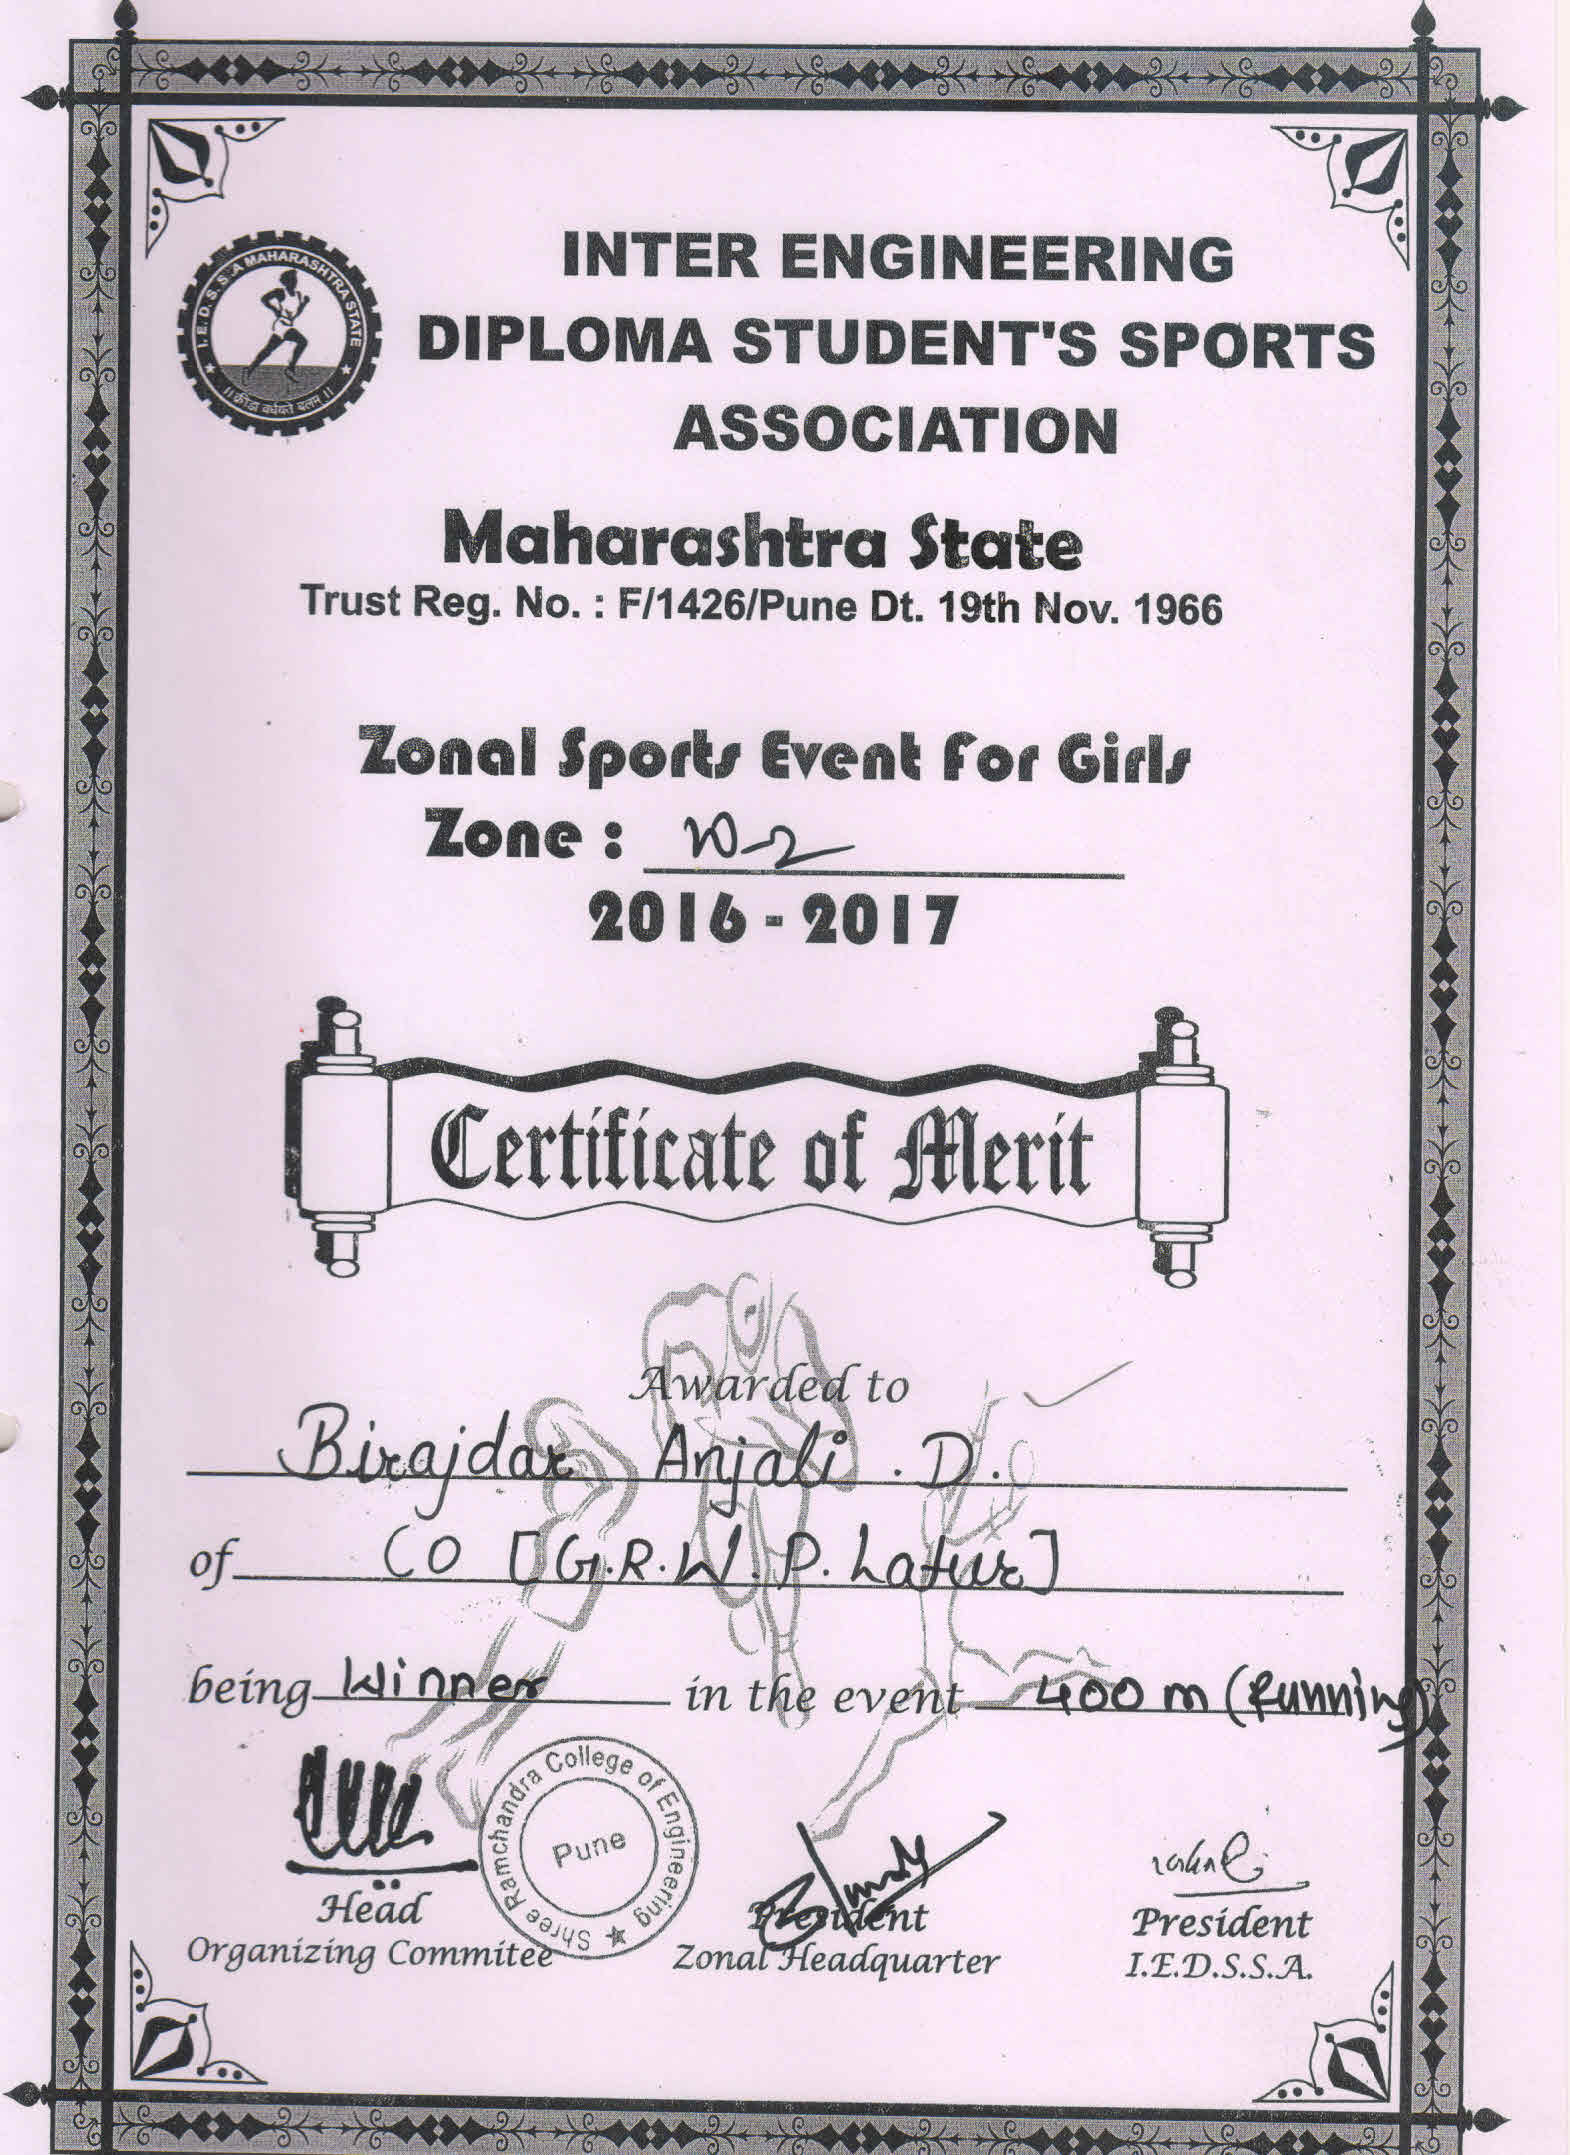 I.E.D.S.S.A MAHARASHTRA STATE
॥ क्रीडा वर्धयते बलम् ॥
INTER ENGINEERING
DIPLOMA STUDENT'S SPORTS
ASSOCIATION
Maharashtra State
Trust Reg. No. : F/1426/Pune Dt. 19th Nov. 1966
Zonal Sports Event For Girls
Zone :
2016 - 2017
Certificate of Merit
Awarded to
Birajdar Anjali . D.
of CO [G.R.W.P. Latur]
being Winner in the event 400 m (Running)
Shree Ramchandra College of Engineering
Pune
Head
Organizing Commitee
President
Zonal Headquarter
President
I.E.D.S.S.A.